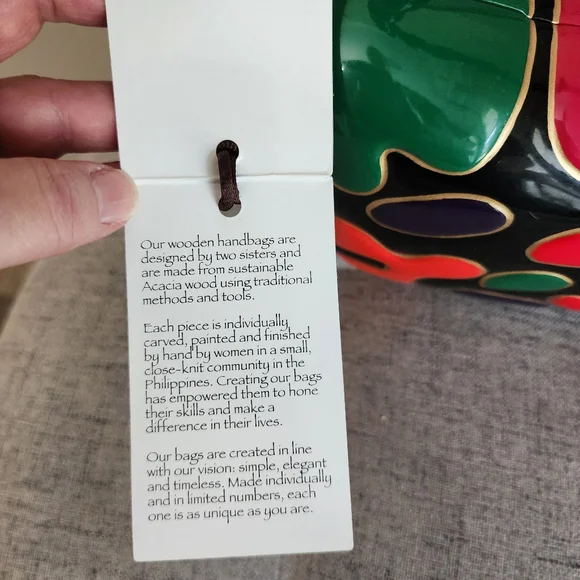 Our wooden handbags are
designed by two sisters and
are made from sustainable
Acacia wood using traditional
methods and tools.
Each piece is individually
carved, painted and finished
by hand by women in a small,
close-knit community in the
Philippines. Creating our bags
has empowered them to hone
their skills and make a
difference in their lives.
Our bags are created in line
with our vision: simple, elegant
and timeless. Made individually
and in limited numbers, each
one is as unique as you are.